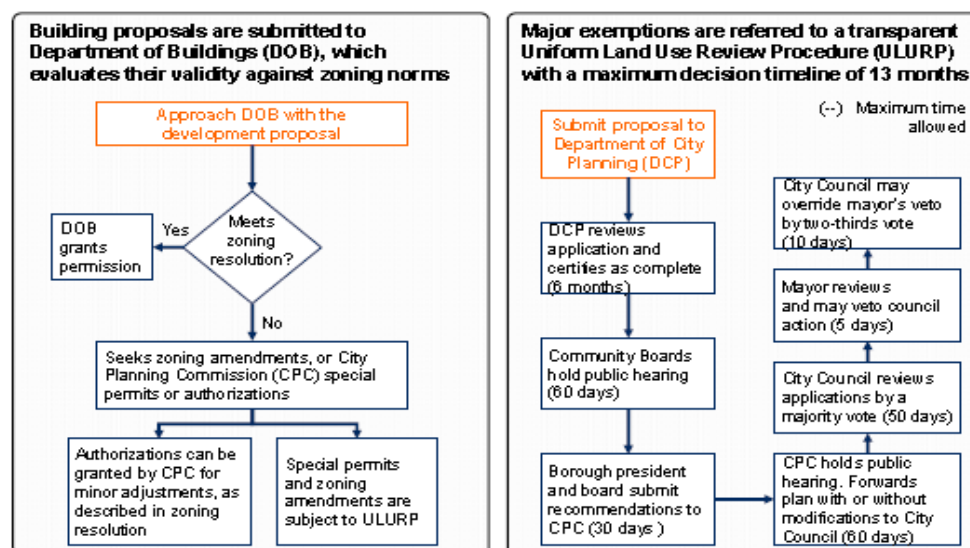 Building proposals are submitted to
Department of Buildings (DOB), which
evaluates their validity against zoning norms
Approach DOB with the
development proposal
Meets
zoning
resolution?
Yes
DOB
grants
permission
No
Seeks zoning amendments, or City
Planning Commission (CPC) special
permits or authorizations
Authorizations can be
granted by CPC for
minor adjustments, as
described in zoning
resolution
Special permits
and zoning
amendments are
subject to ULURP
Major exemptions are referred to a transparent
Uniform Land Use Review Procedure (ULURP)
with a maximum decision timeline of 13 months
(--) Maximum time
allowed
Submit proposal to
Department of City
Planning (DCP)
DCP reviews
application and
certifies as complete
(6 months)
Community Boards
hold public hearing
(60 days)
Borough president
and board submit
recommendations to
CPC (30 days )
CPC holds public
hearing. Forwards
plan with or without
modifications to City
Council (60 days)
City Council reviews
applications by a
majority vote (50 days)
Mayor reviews
and may veto council
action (5 days)
City Council may
override mayor's veto
by two-thirds vote
(10 days)